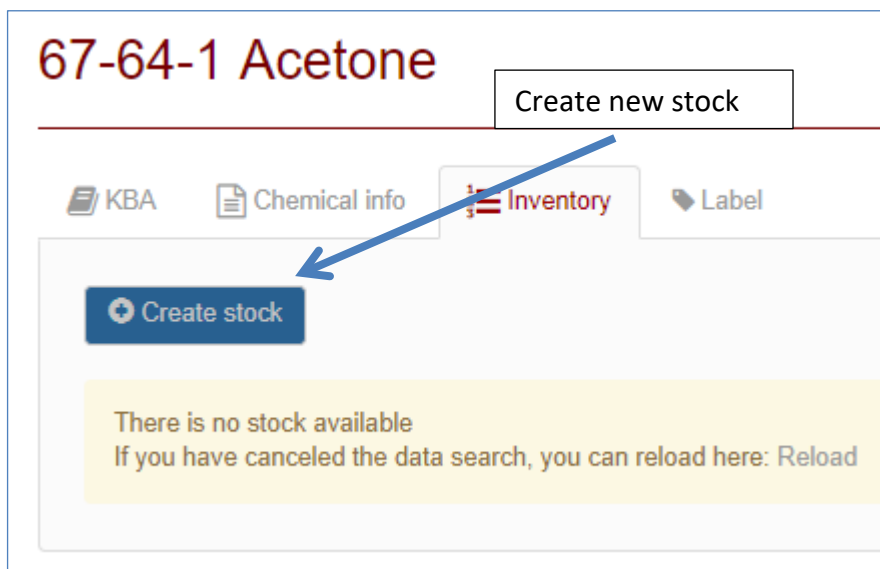 67-64-1 Acetone
Create new stock
KBA
Chemical info
Inventory
Label
Create stock
There is no stock available
If you have canceled the data search, you can reload here: Reload